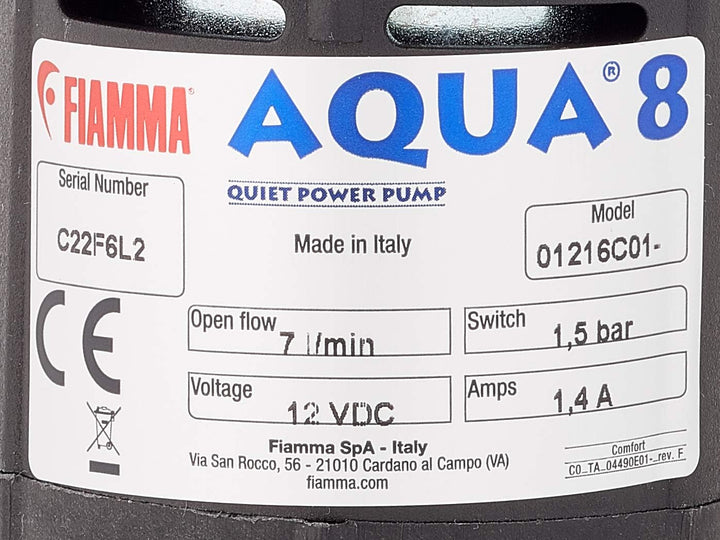 FIAMMA®
AQUA® 8
QUIET POWER PUMP
Serial Number
C22F6L2
Made in Italy
Model
01216C01-
CE
Open flow
7 l/min
Switch
1,5 bar
Voltage
12 VDC
Amps
1,4 A
Fiamma SpA - Italy
Via San Rocco, 56 - 21010 Cardano al Campo (VA)
fiamma.com
Comfort
C0_TA_04490E01-_rev. F